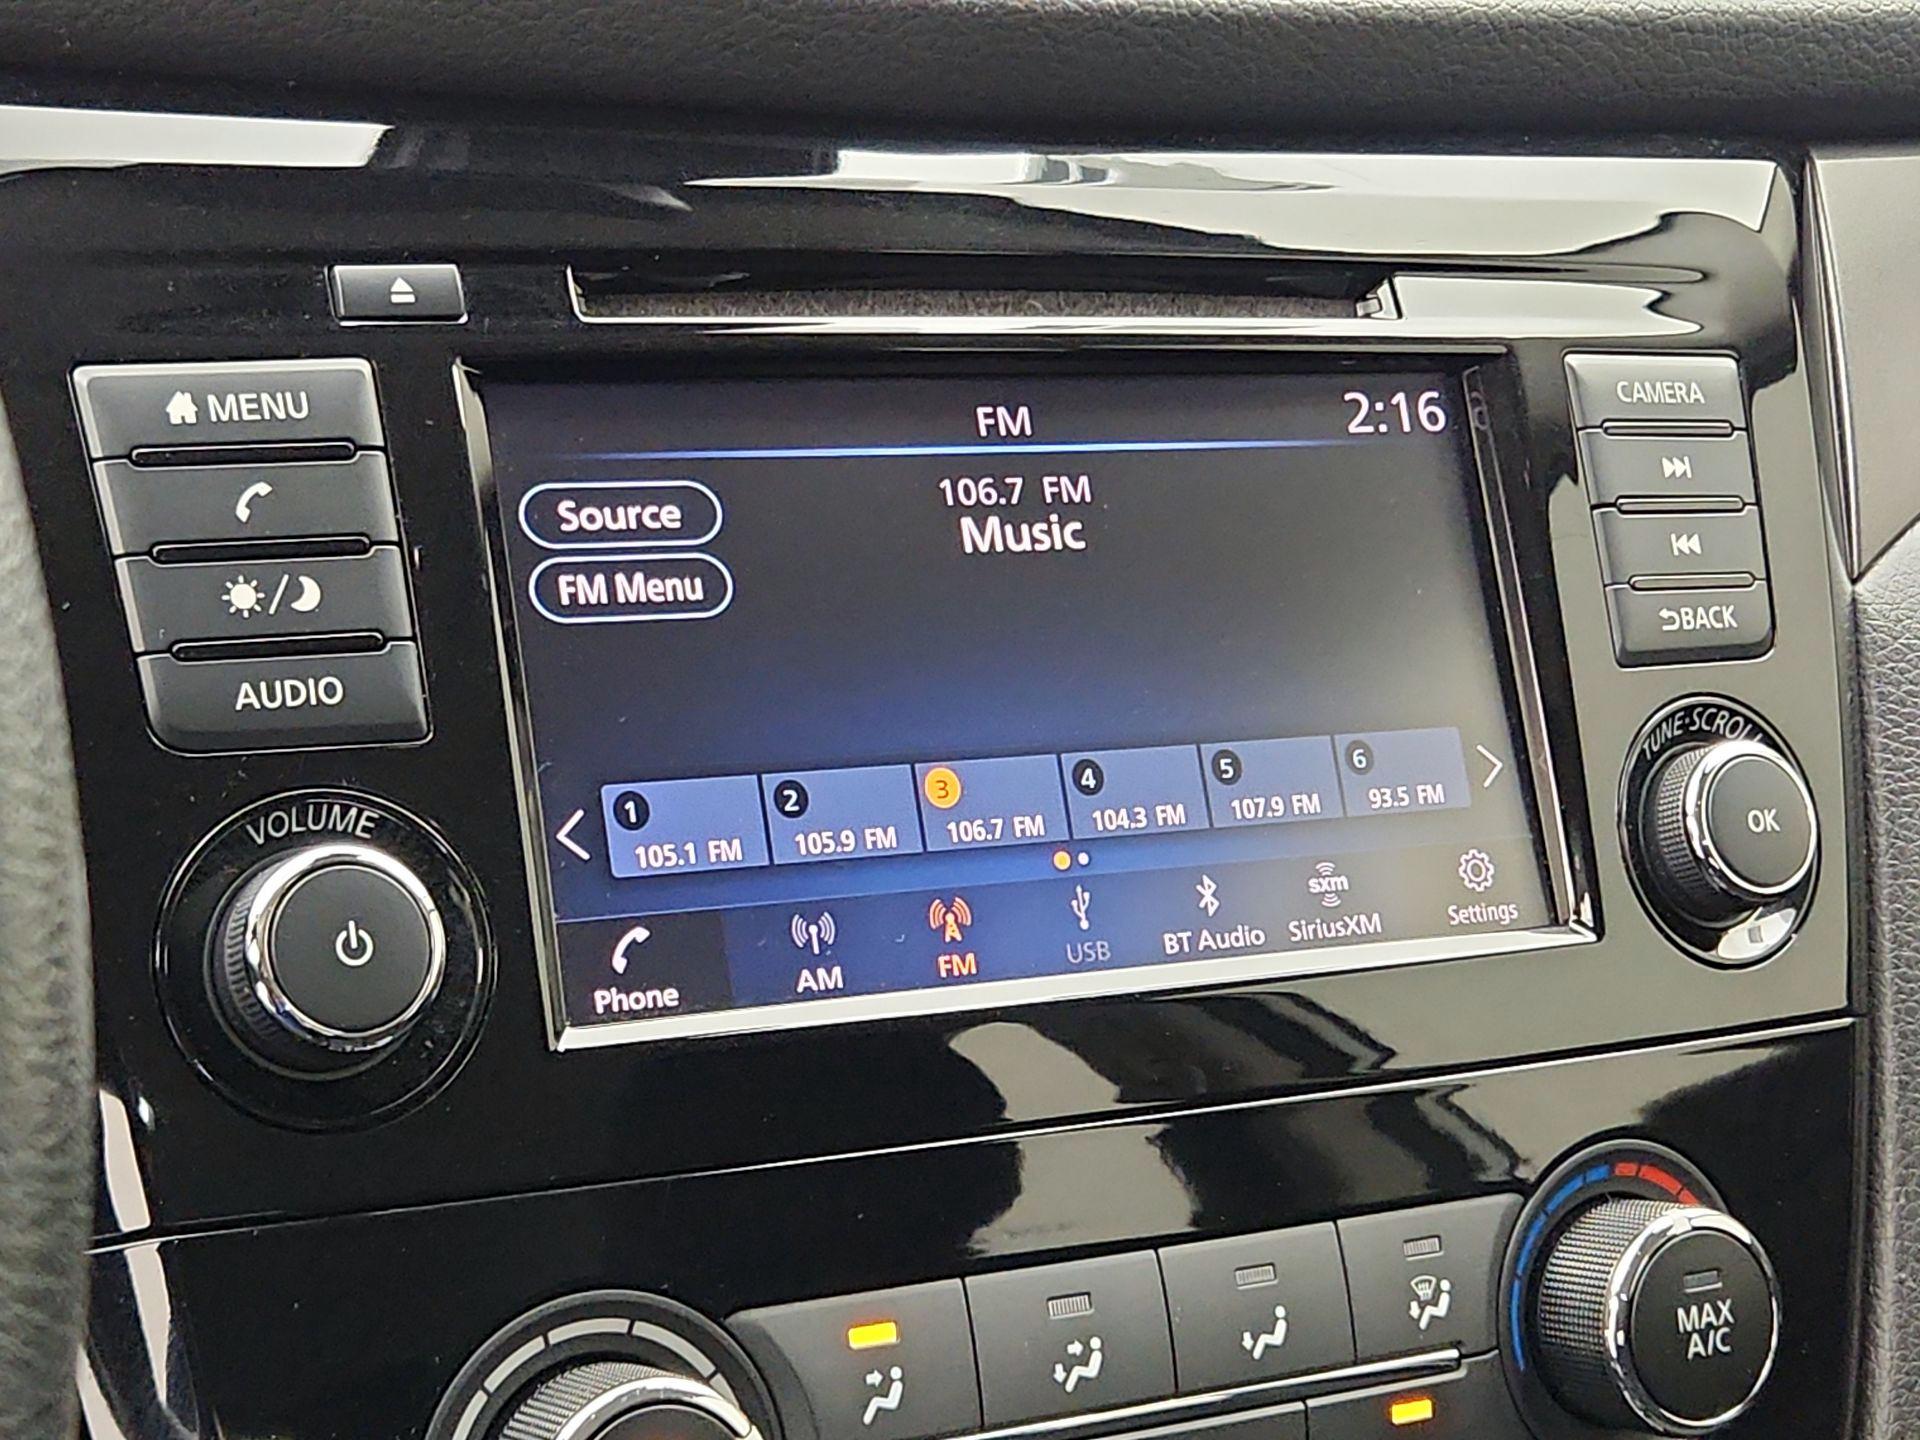 MENU
AUDIO
VOLUME
FM
2:16
Source
106.7 FM
Music
FM Menu
1
2
3
4
5
6
105.1 FM
105.9 FM
106.7 FM
104.3 FM
107.9 FM
93.5 FM
Phone
AM
FM
USB
BT Audio
sxm
SiriusXM
Settings
CAMERA
BACK
TUNE·SCROLL
OK
MAX
A/C